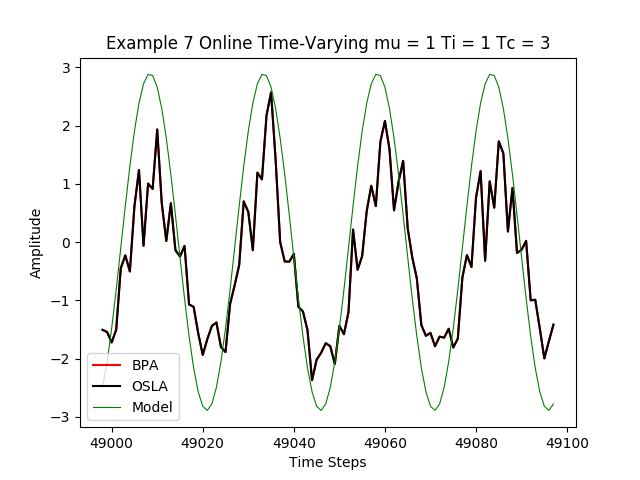 Example 7 Online Time-Varying mu = 1 Ti = 1 Tc = 3
3
2
1
0
−1
−2
−3
Amplitude
BPA
OSLA
Model
49000
49020
49040
49060
49080
49100
Time Steps